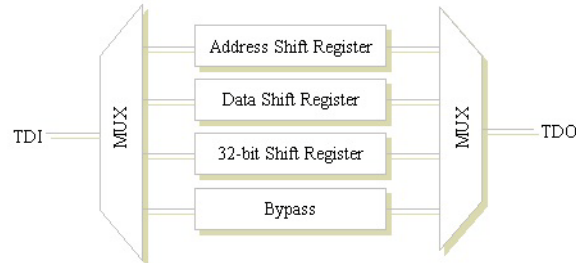 Address Shift Register
Data Shift Register
TDI
MUX
MUX
TDO
32-bit Shift Register
Bypass